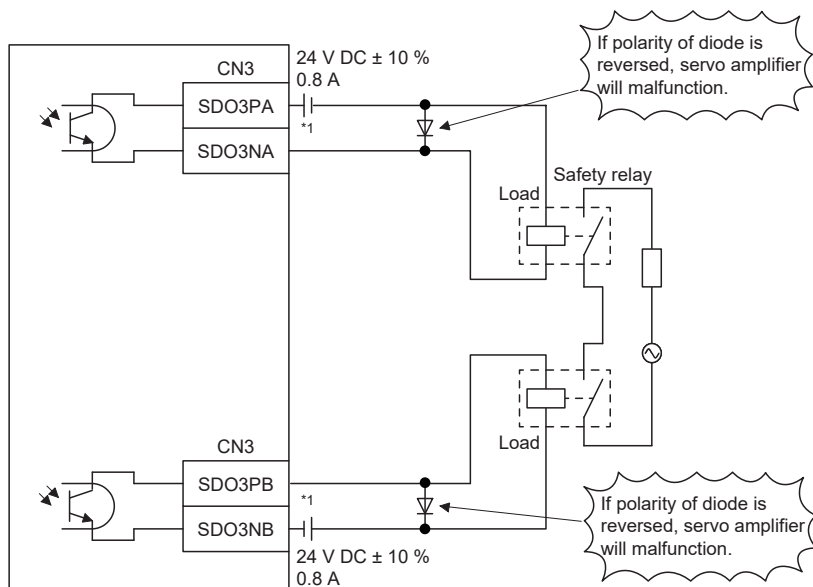 24 V DC ± 10 %
0.8 A
CN3
SDO3PA
*1
SDO3NA
If polarity of diode is
reversed, servo amplifier
will malfunction.
Safety relay
Load
Load
CN3
SDO3PB
*1
SDO3NB
24 V DC ± 10 %
0.8 A
If polarity of diode is
reversed, servo amplifier
will malfunction.